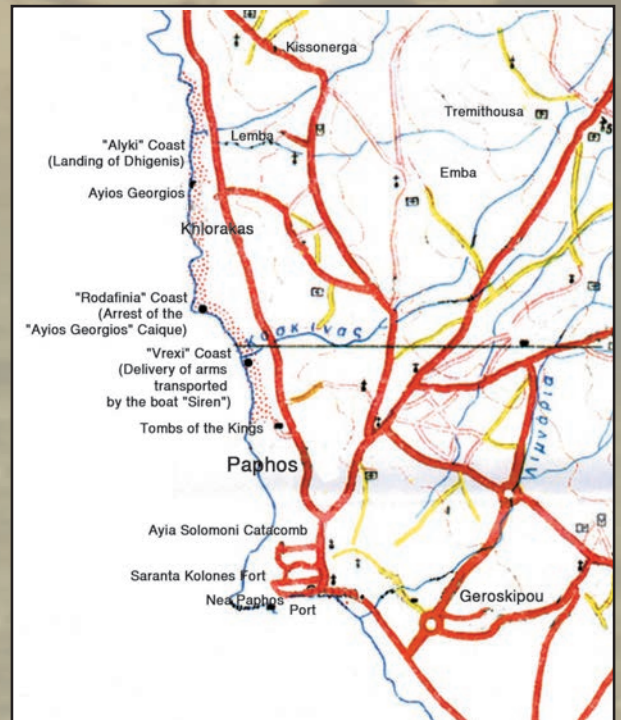 Kissonerga
Tremithousa
Lemba
"Alyki" Coast
(Landing of Dhigenis)
Emba
Ayios Georgios
Khlorakas
"Rodafinia" Coast
(Arrest of the
"Ayios Georgios" Caique)
Κοσκινας
"Vrexi" Coast
(Delivery of arms
transported
by the boat "Siren")
Λιμνάρια
Tombs of the Kings
Paphos
Ayia Solomoni Catacomb
Saranta Kolones Fort
Nea Paphos
Port
Geroskipou